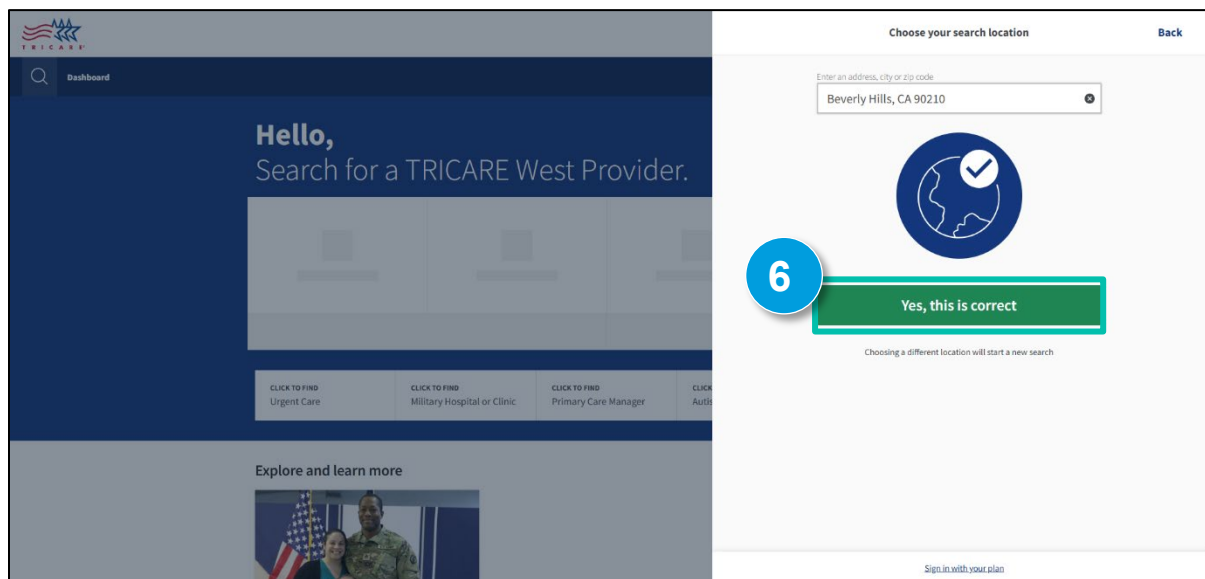 TRICARE
Dashboard
Hello,
Search for a TRICARE West Provider.
CLICK TO FIND
Urgent Care
CLICK TO FIND
Military Hospital or Clinic
CLICK TO FIND
Primary Care Manager
CLICK
Autis
Explore and learn more
Choose your search location
Back
Enter an address, city or zip code
Beverly Hills, CA 90210
6
Yes, this is correct
Choosing a different location will start a new search
Sign in with your plan